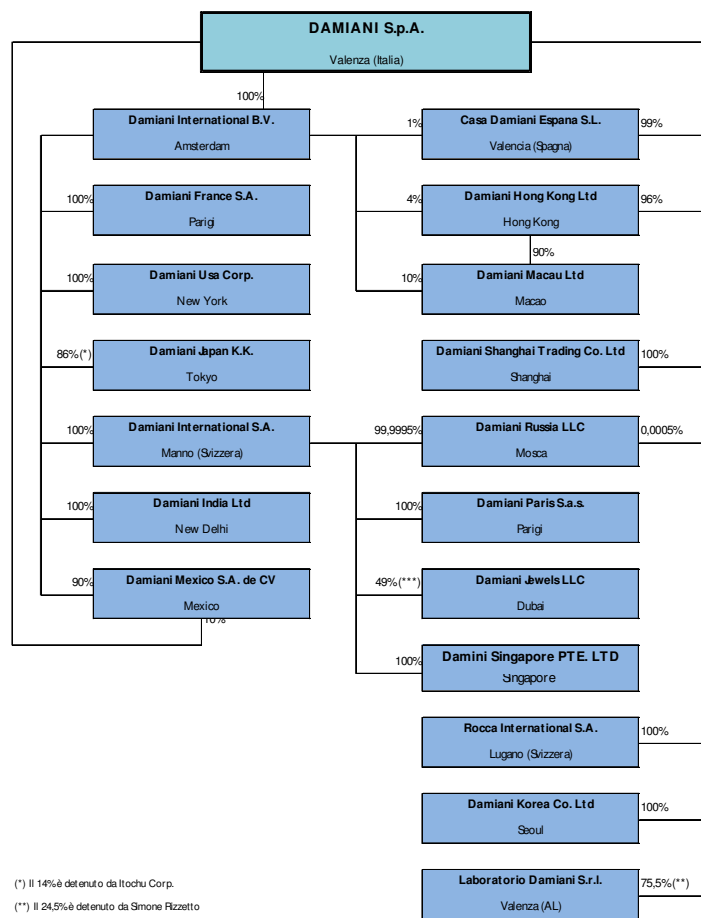 DAMIANI S.p.A.
Valenza (Italia)
100%
Damiani International B.V.
Amsterdam
1%
Casa Damiani Espana S.L.
Valencia (Spagna)
99%
100%
Damiani France S.A.
Parigi
4%
Damiani Hong Kong Ltd
Hong Kong
96%
90%
100%
Damiani Usa Corp.
New York
10%
Damiani Macau Ltd
Macao
86%(*)
Damiani Japan K.K.
Tokyo
Damiani Shanghai Trading Co. Ltd
Shanghai
100%
100%
Damiani International S.A.
Manno (Svizzera)
99,9995%
Damiani Russia LLC
Mosca
0,0005%
100%
Damiani India Ltd
New Delhi
100%
Damiani Paris S.a.s.
Parigi
90%
Damiani Mexico S.A. de CV
Mexico
10%
49%(***)
Damiani Jewels LLC
Dubai
100%
Damini Singapore PTE. LTD
Singapore
Rocca International S.A.
Lugano (Svizzera)
100%
Damiani Korea Co. Ltd
Seoul
100%
Laboratorio Damiani S.r.l.
Valenza (AL)
75,5%(**)
(*) Il 14% è detenuto da Itochu Corp.
(**) Il 24,5% è detenuto da Simone Rizzetto